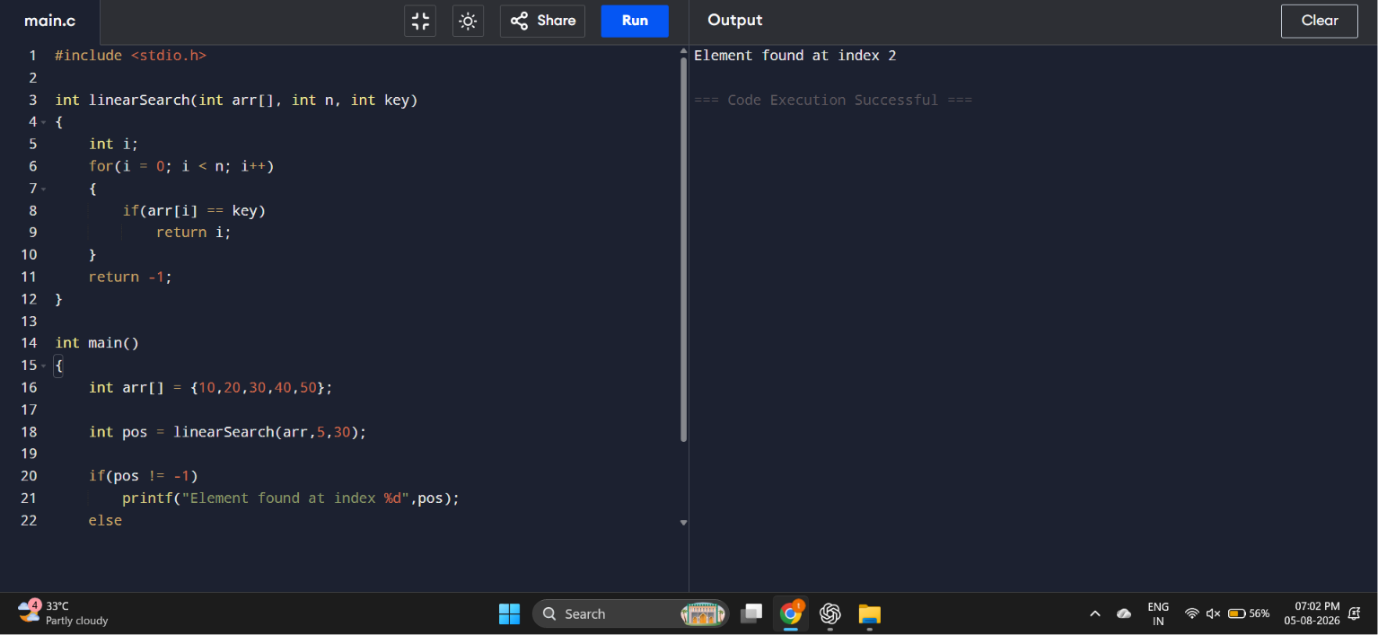 main.c
Share
Run
Output
Clear
1 #include <stdio.h>
2
3 int linearSearch(int arr[], int n, int key)
4 {
5     int i;
6     for(i = 0; i < n; i++)
7     {
8         if(arr[i] == key)
9             return i;
10     }
11     return -1;
12 }
13
14 int main()
15 {
16     int arr[] = {10,20,30,40,50};
17
18     int pos = linearSearch(arr,5,30);
19
20     if(pos != -1)
21         printf("Element found at index %d",pos);
22     else
Element found at index 2
=== Code Execution Successful ===
4
33°C
Partly cloudy
Search
1
ENG
IN
56%
07:02 PM
05-08-2026